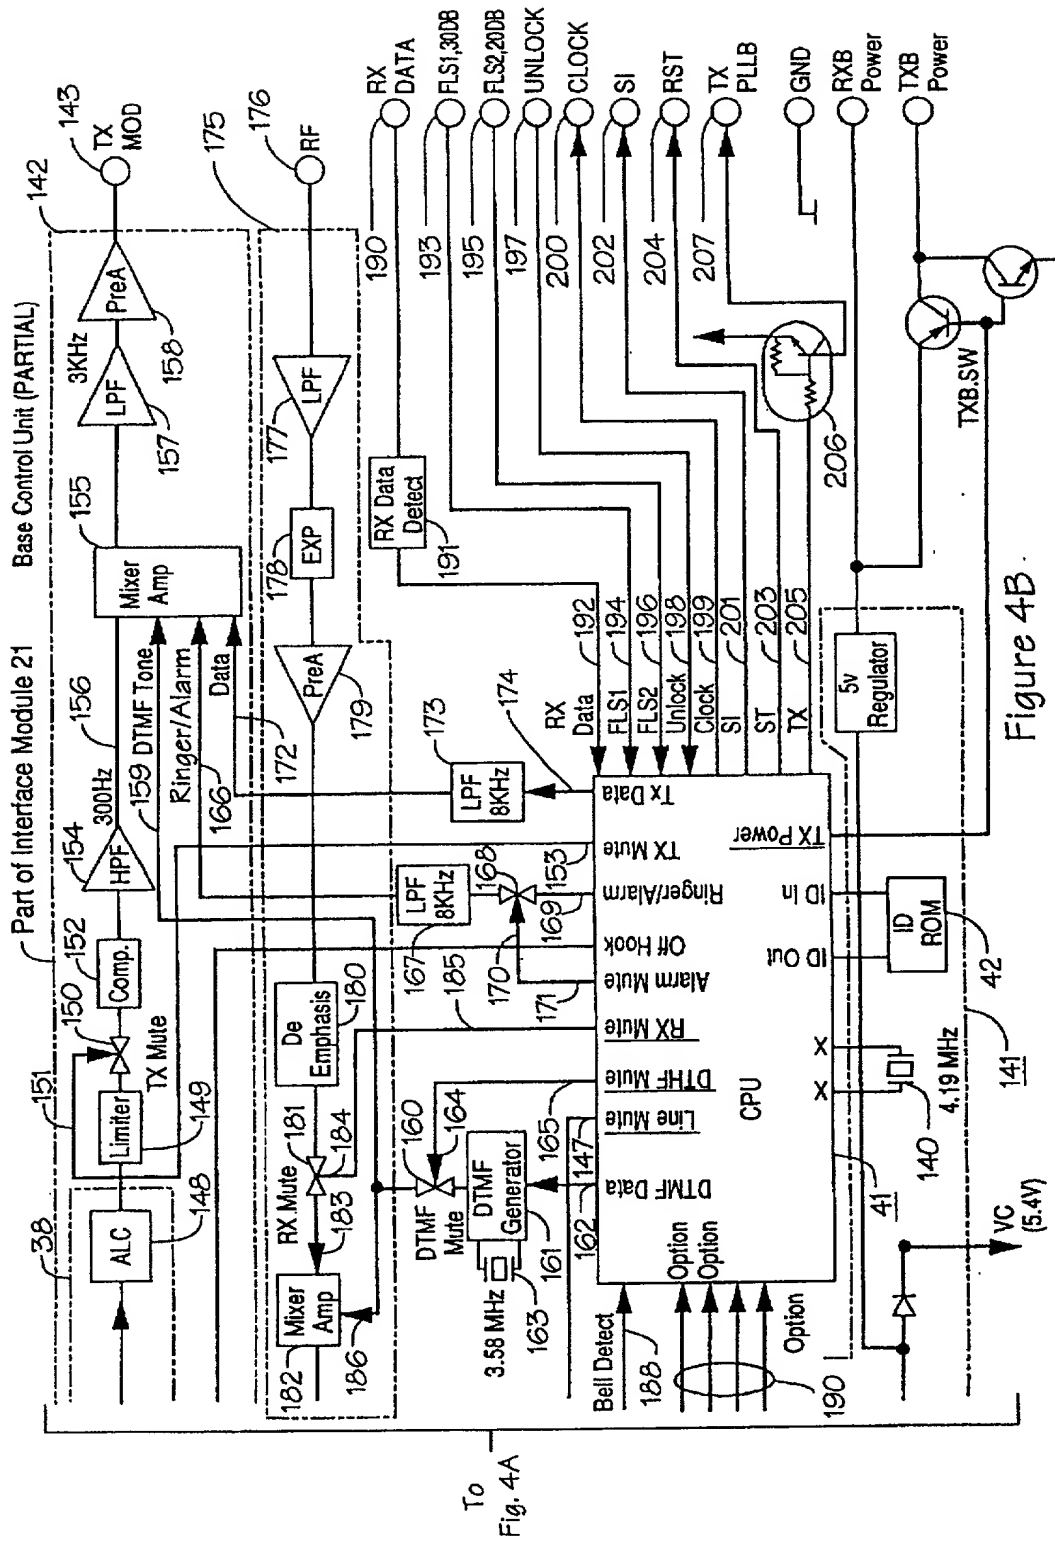 Part of Interface Module 21
Base Control Unit (PARTIAL)
142
143
TX
MOD
38
ALC
148
151
Limiter
149
150
TX Mute
152
Comp.
154
HPF
300Hz
156
155
Mixer
Amp
LPF
157
3KHz
PreA
158
159 DTMF Tone
Ringer/Alarm
166
Data
172
175
176
RF
177
LPF
178
EXP
PreA
179
De
Emphasis
180
181
184
RX Mute
183
Mixer
Amp
182
186
190
RX
DATA
193
FLS1,30DB
195
FLS2,20DB
197
UNLOCK
200
CLOCK
202
SI
204
RST
207
TX
PLLB
GND
RXB
Power
TXB
Power
RX Data
Detect
191
173
LPF
8KHz
174
167
LPF
8KHz
168
169
170
171
153
185
160
164
DTMF
Mute
165
DTMF
Generator
161
162
147
3.58 MHz
163
RX
Data
192
FLS1
194
FLS2
196
Unlock
198
Clock
199
SI
201
ST
203
TX
205
206
TXB.SW
Tx Data
TX Mute
Ringer/Alarm
Off Hook
Alarm Mute
RX Mute
DTHF Mute
Line Mute
DTMF Data
CPU
TX Power
ID In
ID Out
X
X
Bell Detect
188
Option
Option
Option
190
41
140
4.19 MHz
ID
ROM
42
141
5v
Regulator
VC
(5.4V)
To
Fig. 4A
Figure 4B